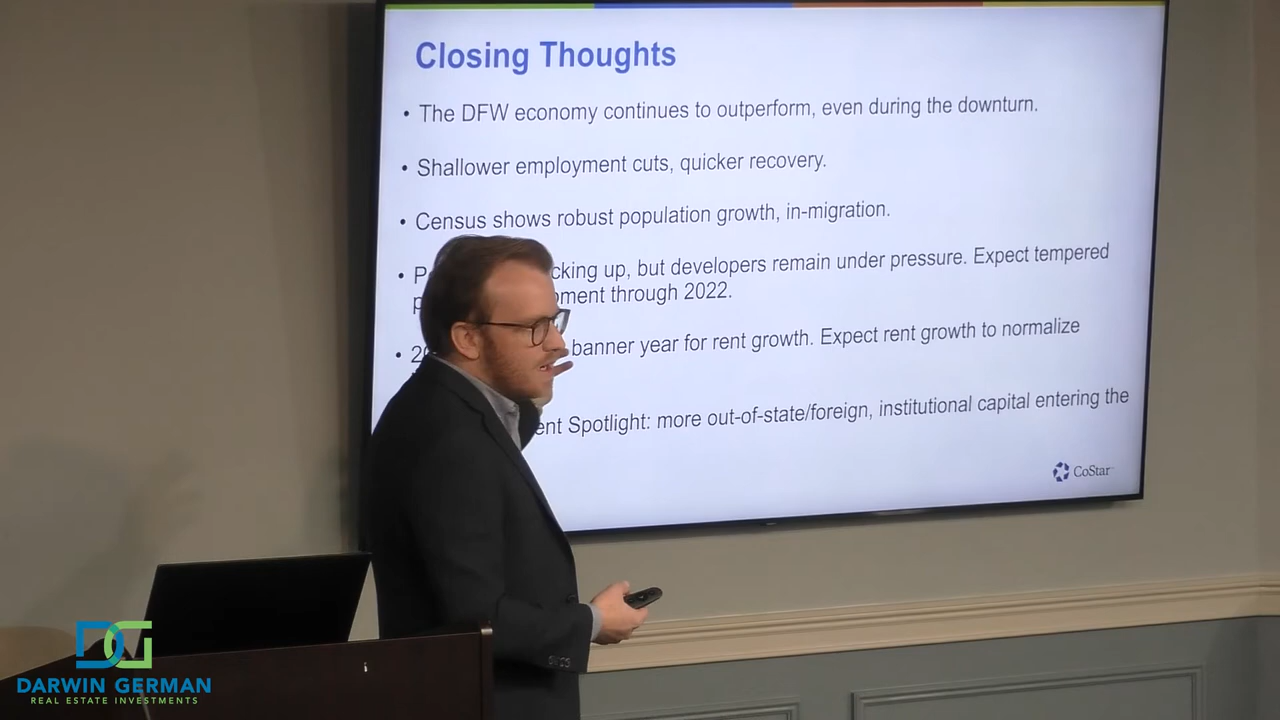 Closing Thoughts
• The DFW economy continues to outperform, even during the downturn.
• Shallower employment cuts, quicker recovery.
• Census shows robust population growth, in-migration.
• up, but developers remain under pressure. Expect tempered
through 2022.
• banner year for rent growth. Expect rent growth to normalize
Spotlight: more out-of-state/foreign, institutional capital entering the
CoStar
DG
DARWIN GERMAN
REAL ESTATE INVESTMENTS